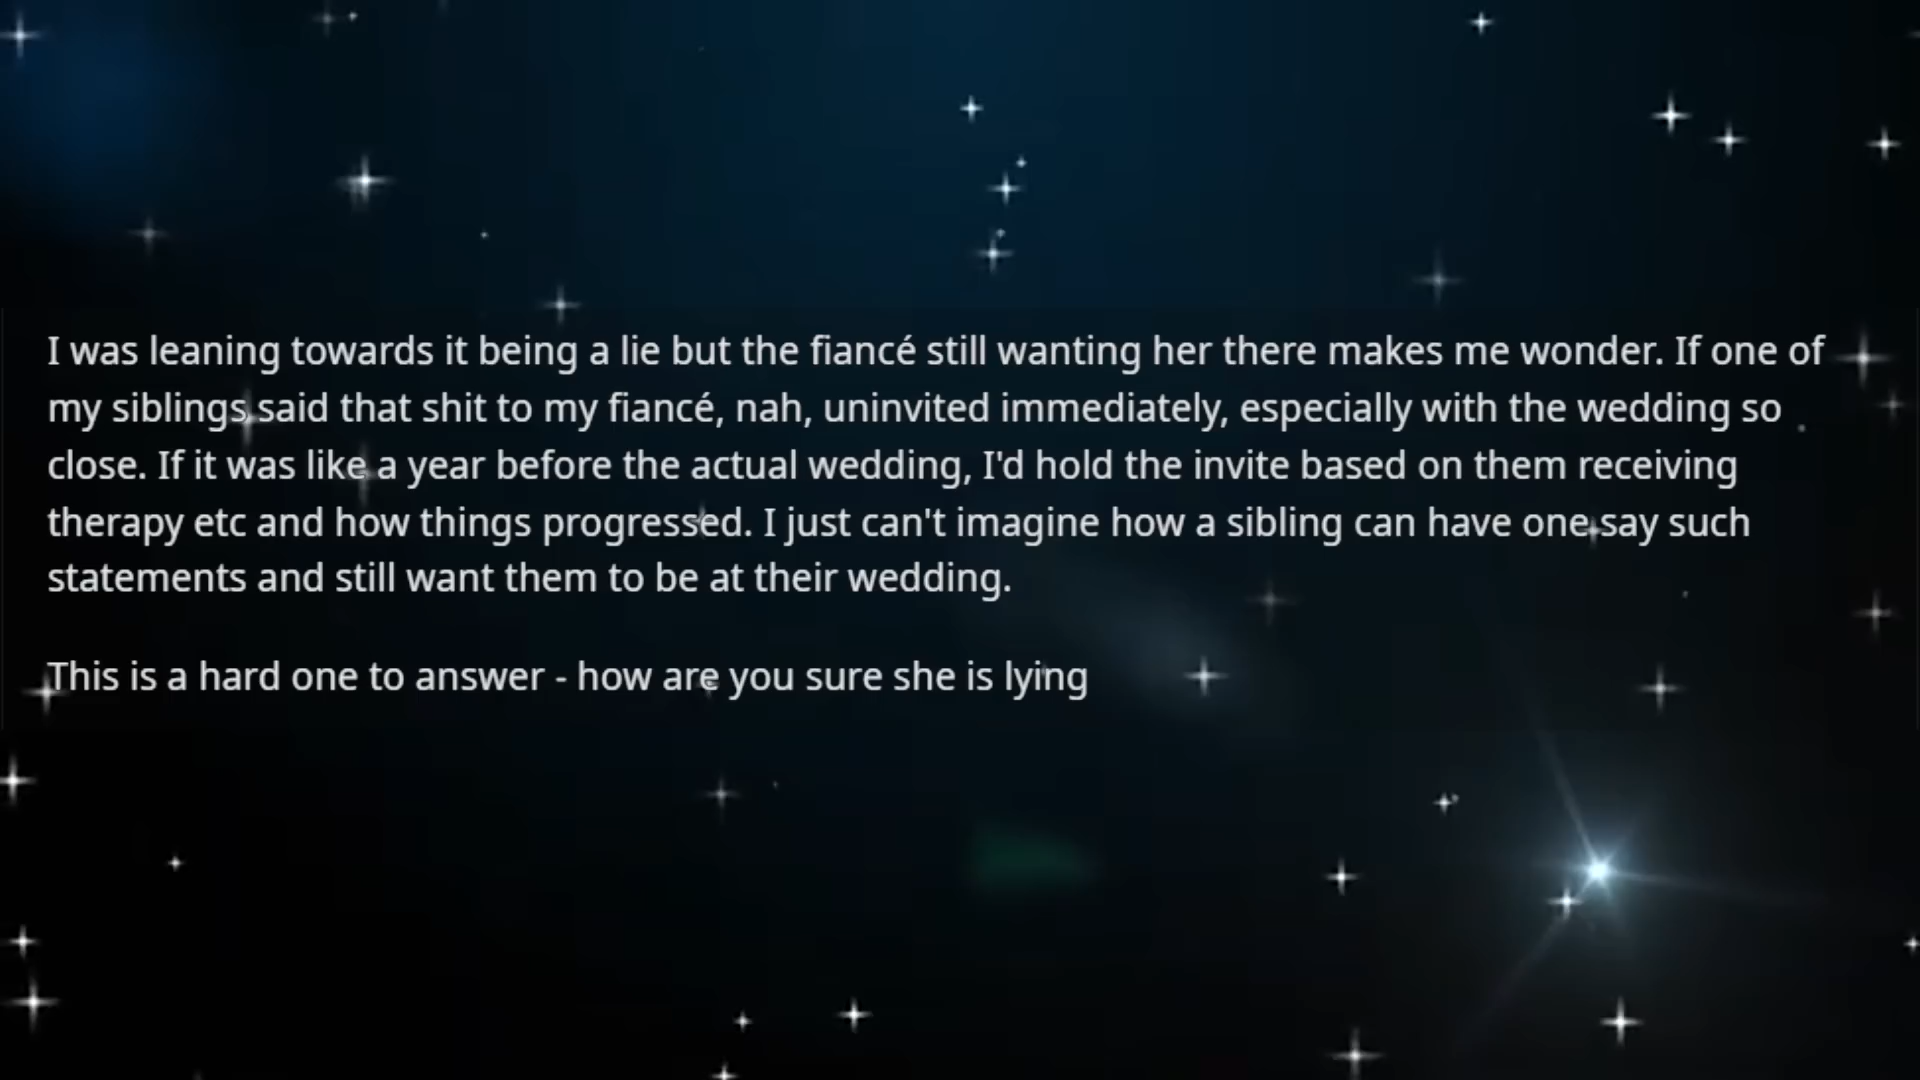 I was leaning towards it being a lie but the fiancé still wanting her there makes me wonder. If one of
my siblings said that shit to my fiancé, nah, uninvited immediately, especially with the wedding so
close. If it was like a year before the actual wedding, I'd hold the invite based on them receiving
therapy etc and how things progressed. I just can't imagine how a sibling can have one say such
statements and still want them to be at their wedding.
This is a hard one to answer - how are you sure she is lying